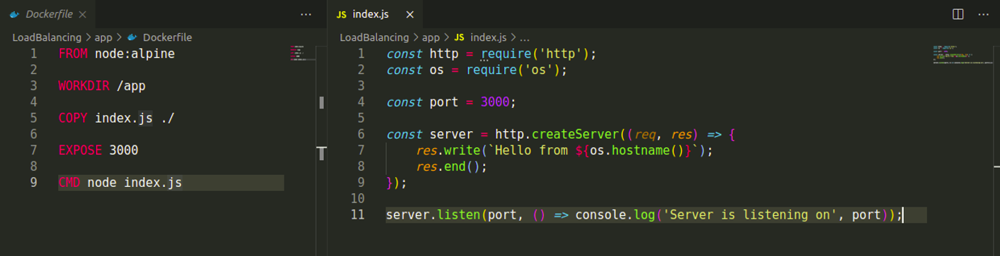 Dockerfile
LoadBalancing > app > Dockerfile
1 FROM node:alpine
2
3 WORKDIR /app
4
5 COPY index.js ./
6
7 EXPOSE 3000
8
9 CMD node index.js
JS index.js
LoadBalancing > app > JS index.js > ...
1 const http = require('http');
2 const os = require('os');
3
4 const port = 3000;
5
6 const server = http.createServer((req, res) => {
7     res.write(`Hello from ${os.hostname()}`);
8     res.end();
9 });
10
11 server.listen(port, () => console.log('Server is listening on', port));